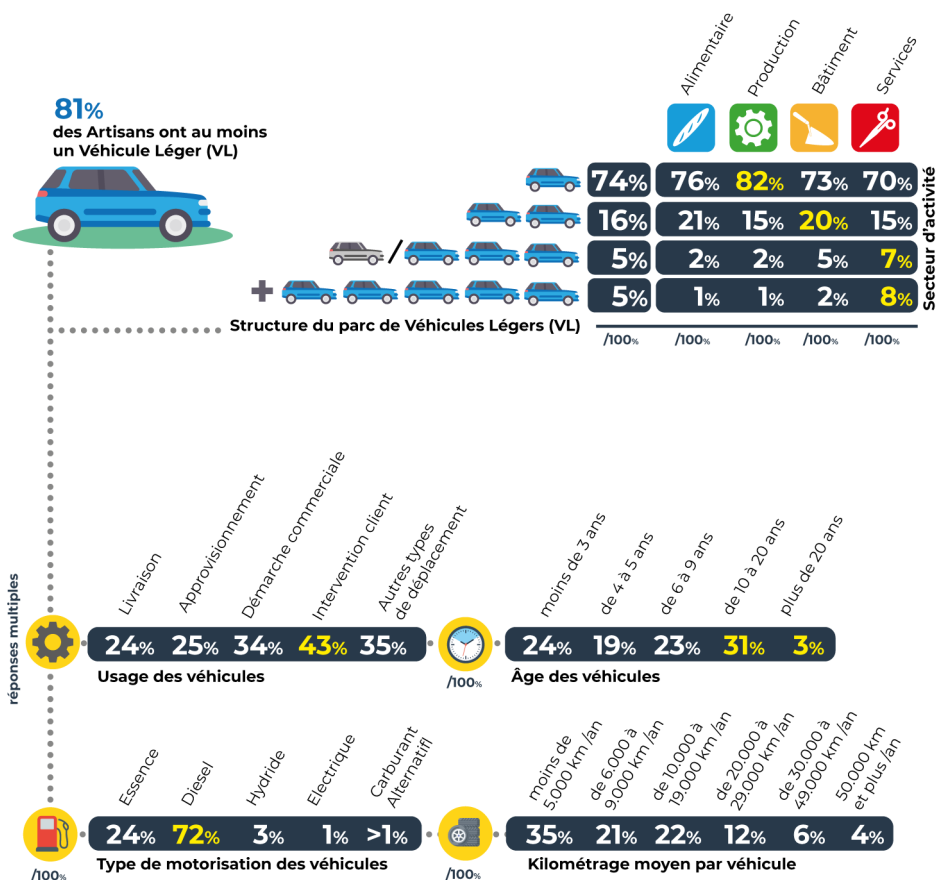 81%
des Artisans ont au moins
un Véhicule Léger (VL)
Alimentaire
Production
Bâtiment
Services
74% 76% 82% 73% 70%
16% 21% 15% 20% 15%
/
5% 2% 2% 5% 7%
+
5% 1% 1% 2% 8%
Secteur d'activité
Structure du parc de Véhicules Légers (VL)
/100% /100% /100% /100% /100%
réponses multiples
Livraison
Approvisionnement
Démarche commerciale
Intervention client
Autres types
de déplacement
24% 25% 34% 43% 35%
Usage des véhicules
moins de 3 ans
de 4 à 5 ans
de 6 à 9 ans
de 10 à 20 ans
plus de 20 ans
24% 19% 23% 31% 3%
/100%
Âge des véhicules
Essence
Diesel
Hydride
Electrique
Carburant
Alternatifl
24% 72% 3% 1% >1%
/100%
Type de motorisation des véhicules
moins de
5.000 km /an
de 6.000 à
9.000 km /an
de 10.000 à
19.000 km /an
de 20.000 à
29.000 km /an
de 30.000 à
49.000 km /an
50.000 km
et plus /an
35% 21% 22% 12% 6% 4%
/100%
Kilométrage moyen par véhicule